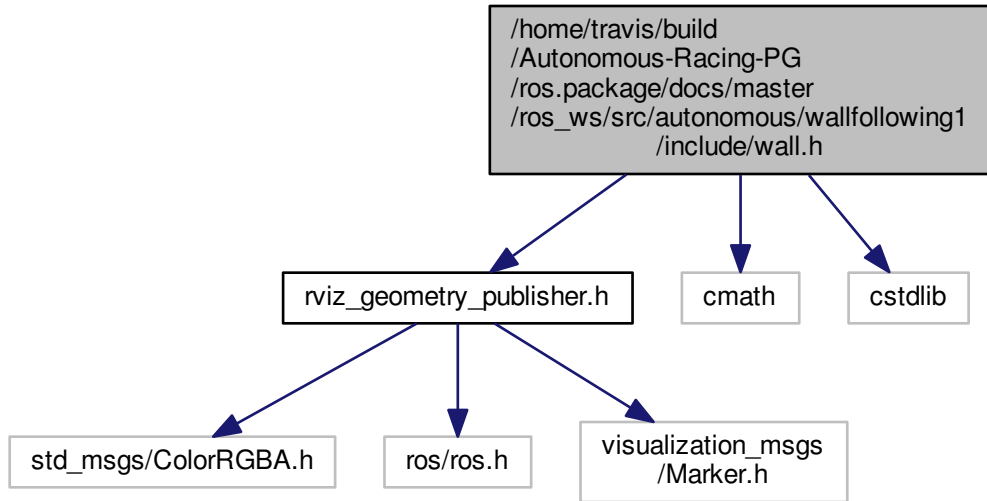 /home/travis/build
/Autonomous-Racing-PG
/ros.package/docs/master
/ros_ws/src/autonomous/wallfollowing1
/include/wall.h
rviz_geometry_publisher.h
cmath
cstdlib
std_msgs/ColorRGBA.h
ros/ros.h
visualization_msgs
/Marker.h